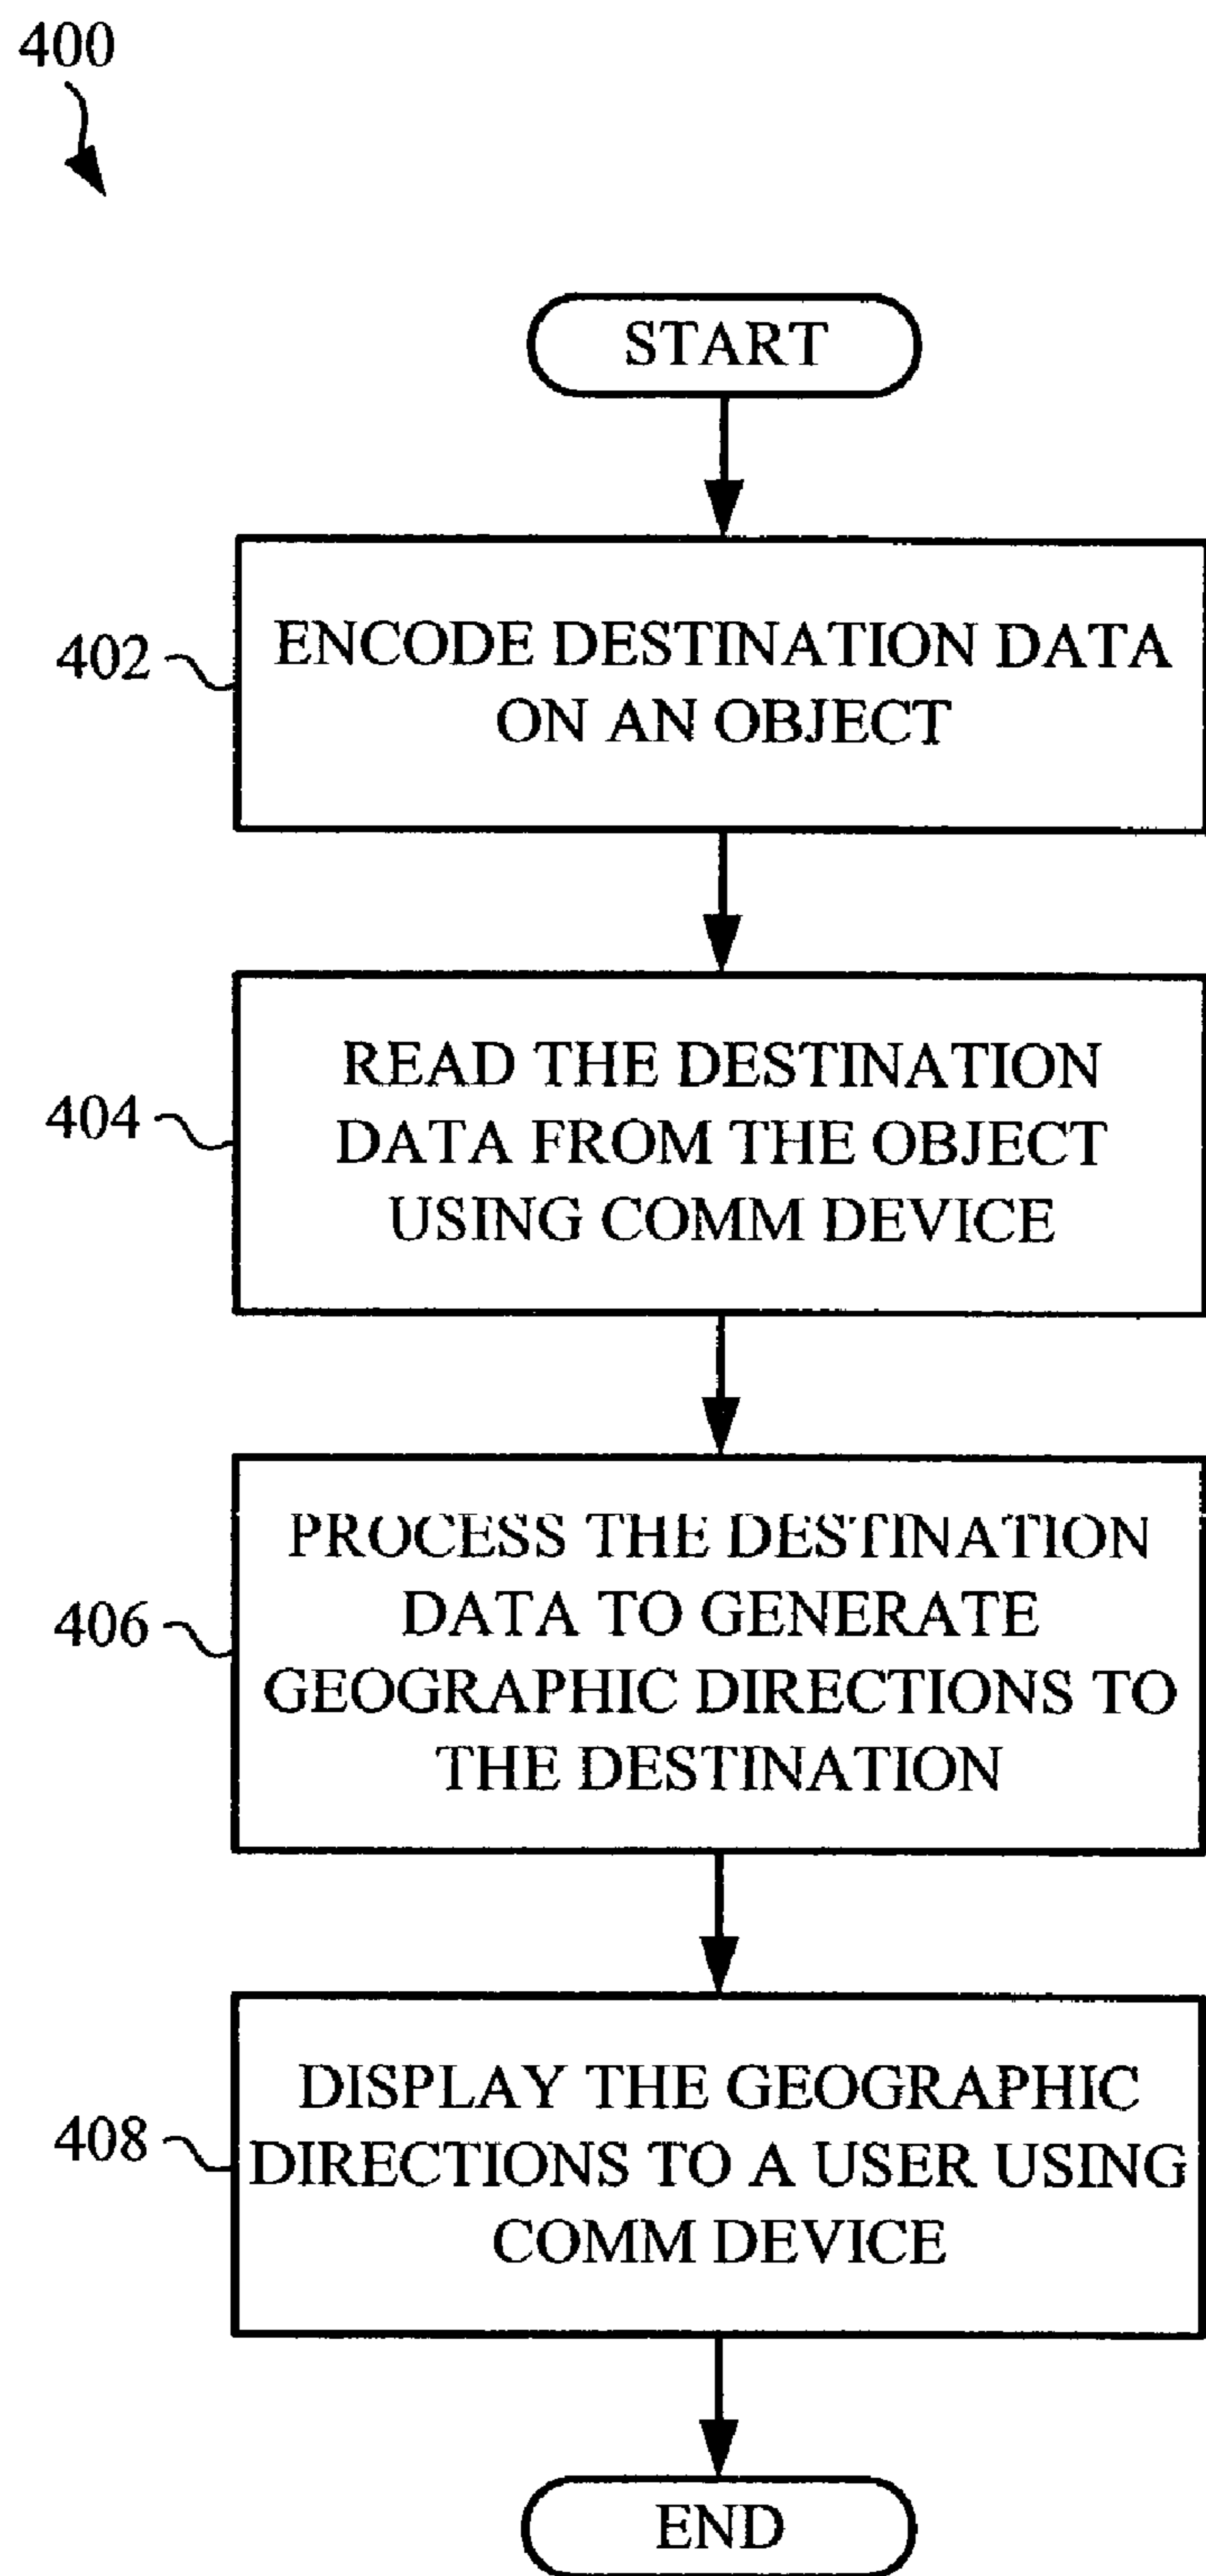 400
START
402
ENCODE DESTINATION DATA
ON AN OBJECT
404
READ THE DESTINATION
DATA FROM THE OBJECT
USING COMM DEVICE
406
PROCESS THE DESTINATION
DATA TO GENERATE
GEOGRAPHIC DIRECTIONS TO
THE DESTINATION
408
DISPLAY THE GEOGRAPHIC
DIRECTIONS TO A USER USING
COMM DEVICE
END